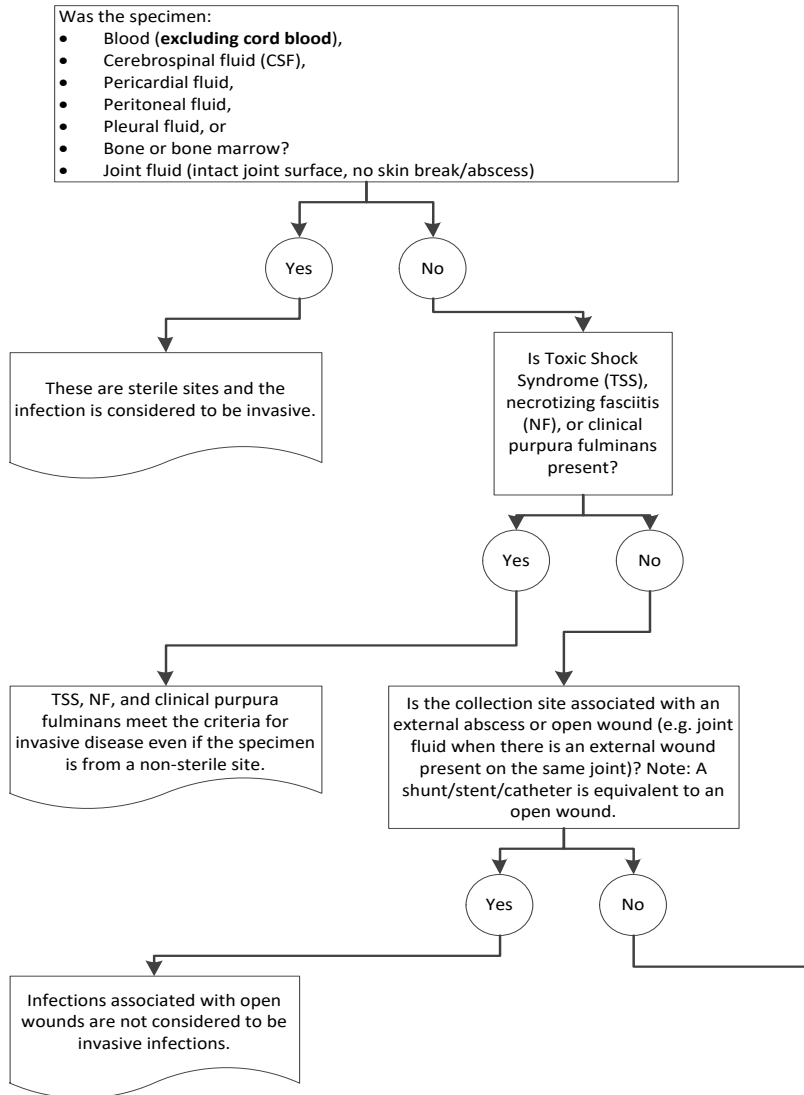 Was the specimen:
• Blood (excluding cord blood),
• Cerebrospinal fluid (CSF),
• Pericardial fluid,
• Peritoneal fluid,
• Pleural fluid, or
• Bone or bone marrow?
• Joint fluid (intact joint surface, no skin break/abscess)
Yes
No
These are sterile sites and the
infection is considered to be invasive.
Is Toxic Shock
Syndrome (TSS),
necrotizing fasciitis
(NF), or clinical
purpura fulminans
present?
Yes
No
TSS, NF, and clinical purpura
fulminans meet the criteria for
invasive disease even if the specimen
is from a non-sterile site.
Is the collection site associated with an
external abscess or open wound (e.g. joint
fluid when there is an external wound
present on the same joint)? Note: A
shunt/stent/catheter is equivalent to an
open wound.
Yes
No
Infections associated with open
wounds are not considered to be
invasive infections.